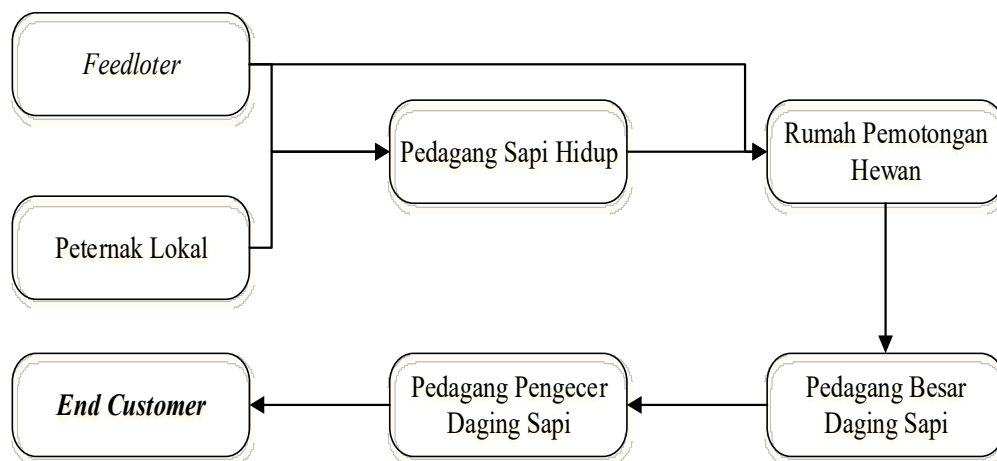 Feedloter
Pedagang Sapi Hidup
Rumah Pemotongan
Hewan
Peternak Lokal
End Customer
Pedagang Pengecer
Daging Sapi
Pedagang Besar
Daging Sapi